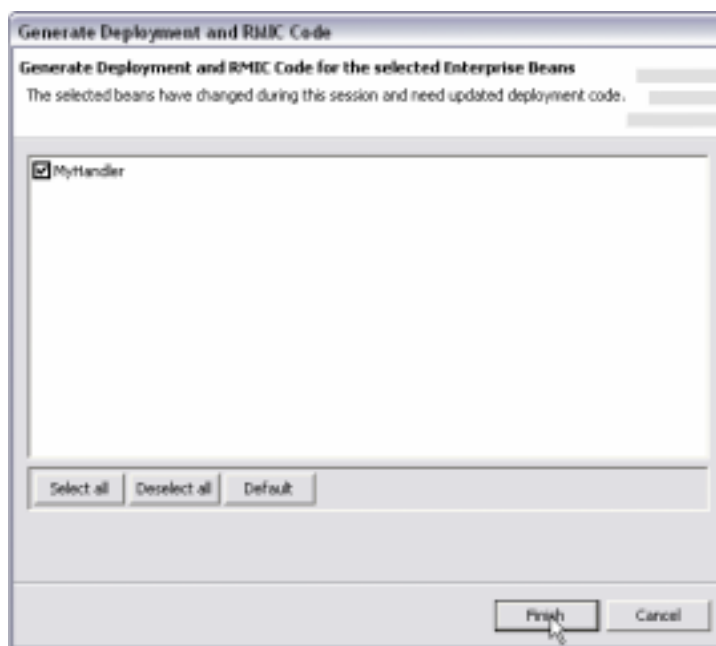 Generate Deployment and RMIC Code
Generate Deployment and RMIC Code for the selected Enterprise Beans
The selected beans have changed during this session and need updated deployment code.
MyHandler
Select all Deselect all Default
Finish Cancel